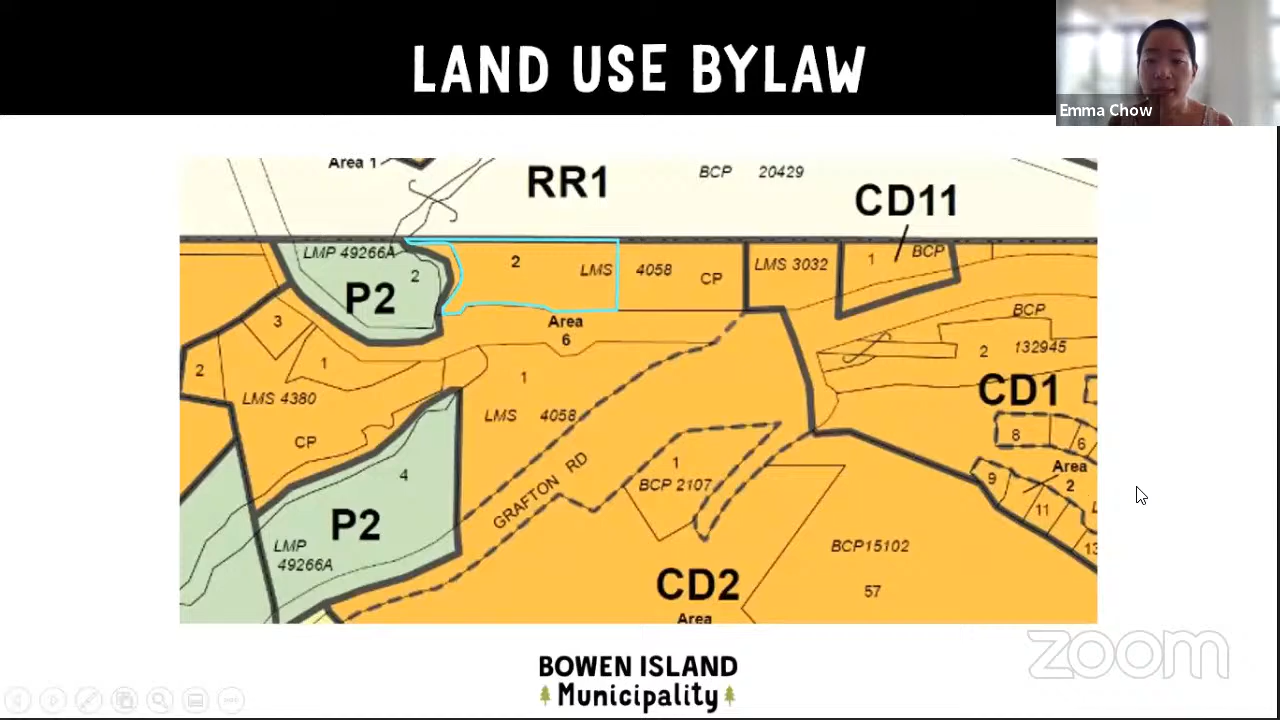 LAND USE BYLAW
Emma Chow
Area 1
RR1
BCP 20429
CD11
LMP 49266A
2
P2
2
LMS 4058 CP
LMS 3032
1 BCP
Area
6
3
1
2
LMS 4380
CP
1
LMS 4058
BCP
2 132945
CD1
8
6
Area
2
9
11
13
4
P2
LMP
49266A
GRAFTON RD
1
BCP 2107
BCP15102
57
CD2
Area
zoom
BOWEN ISLAND
Municipality